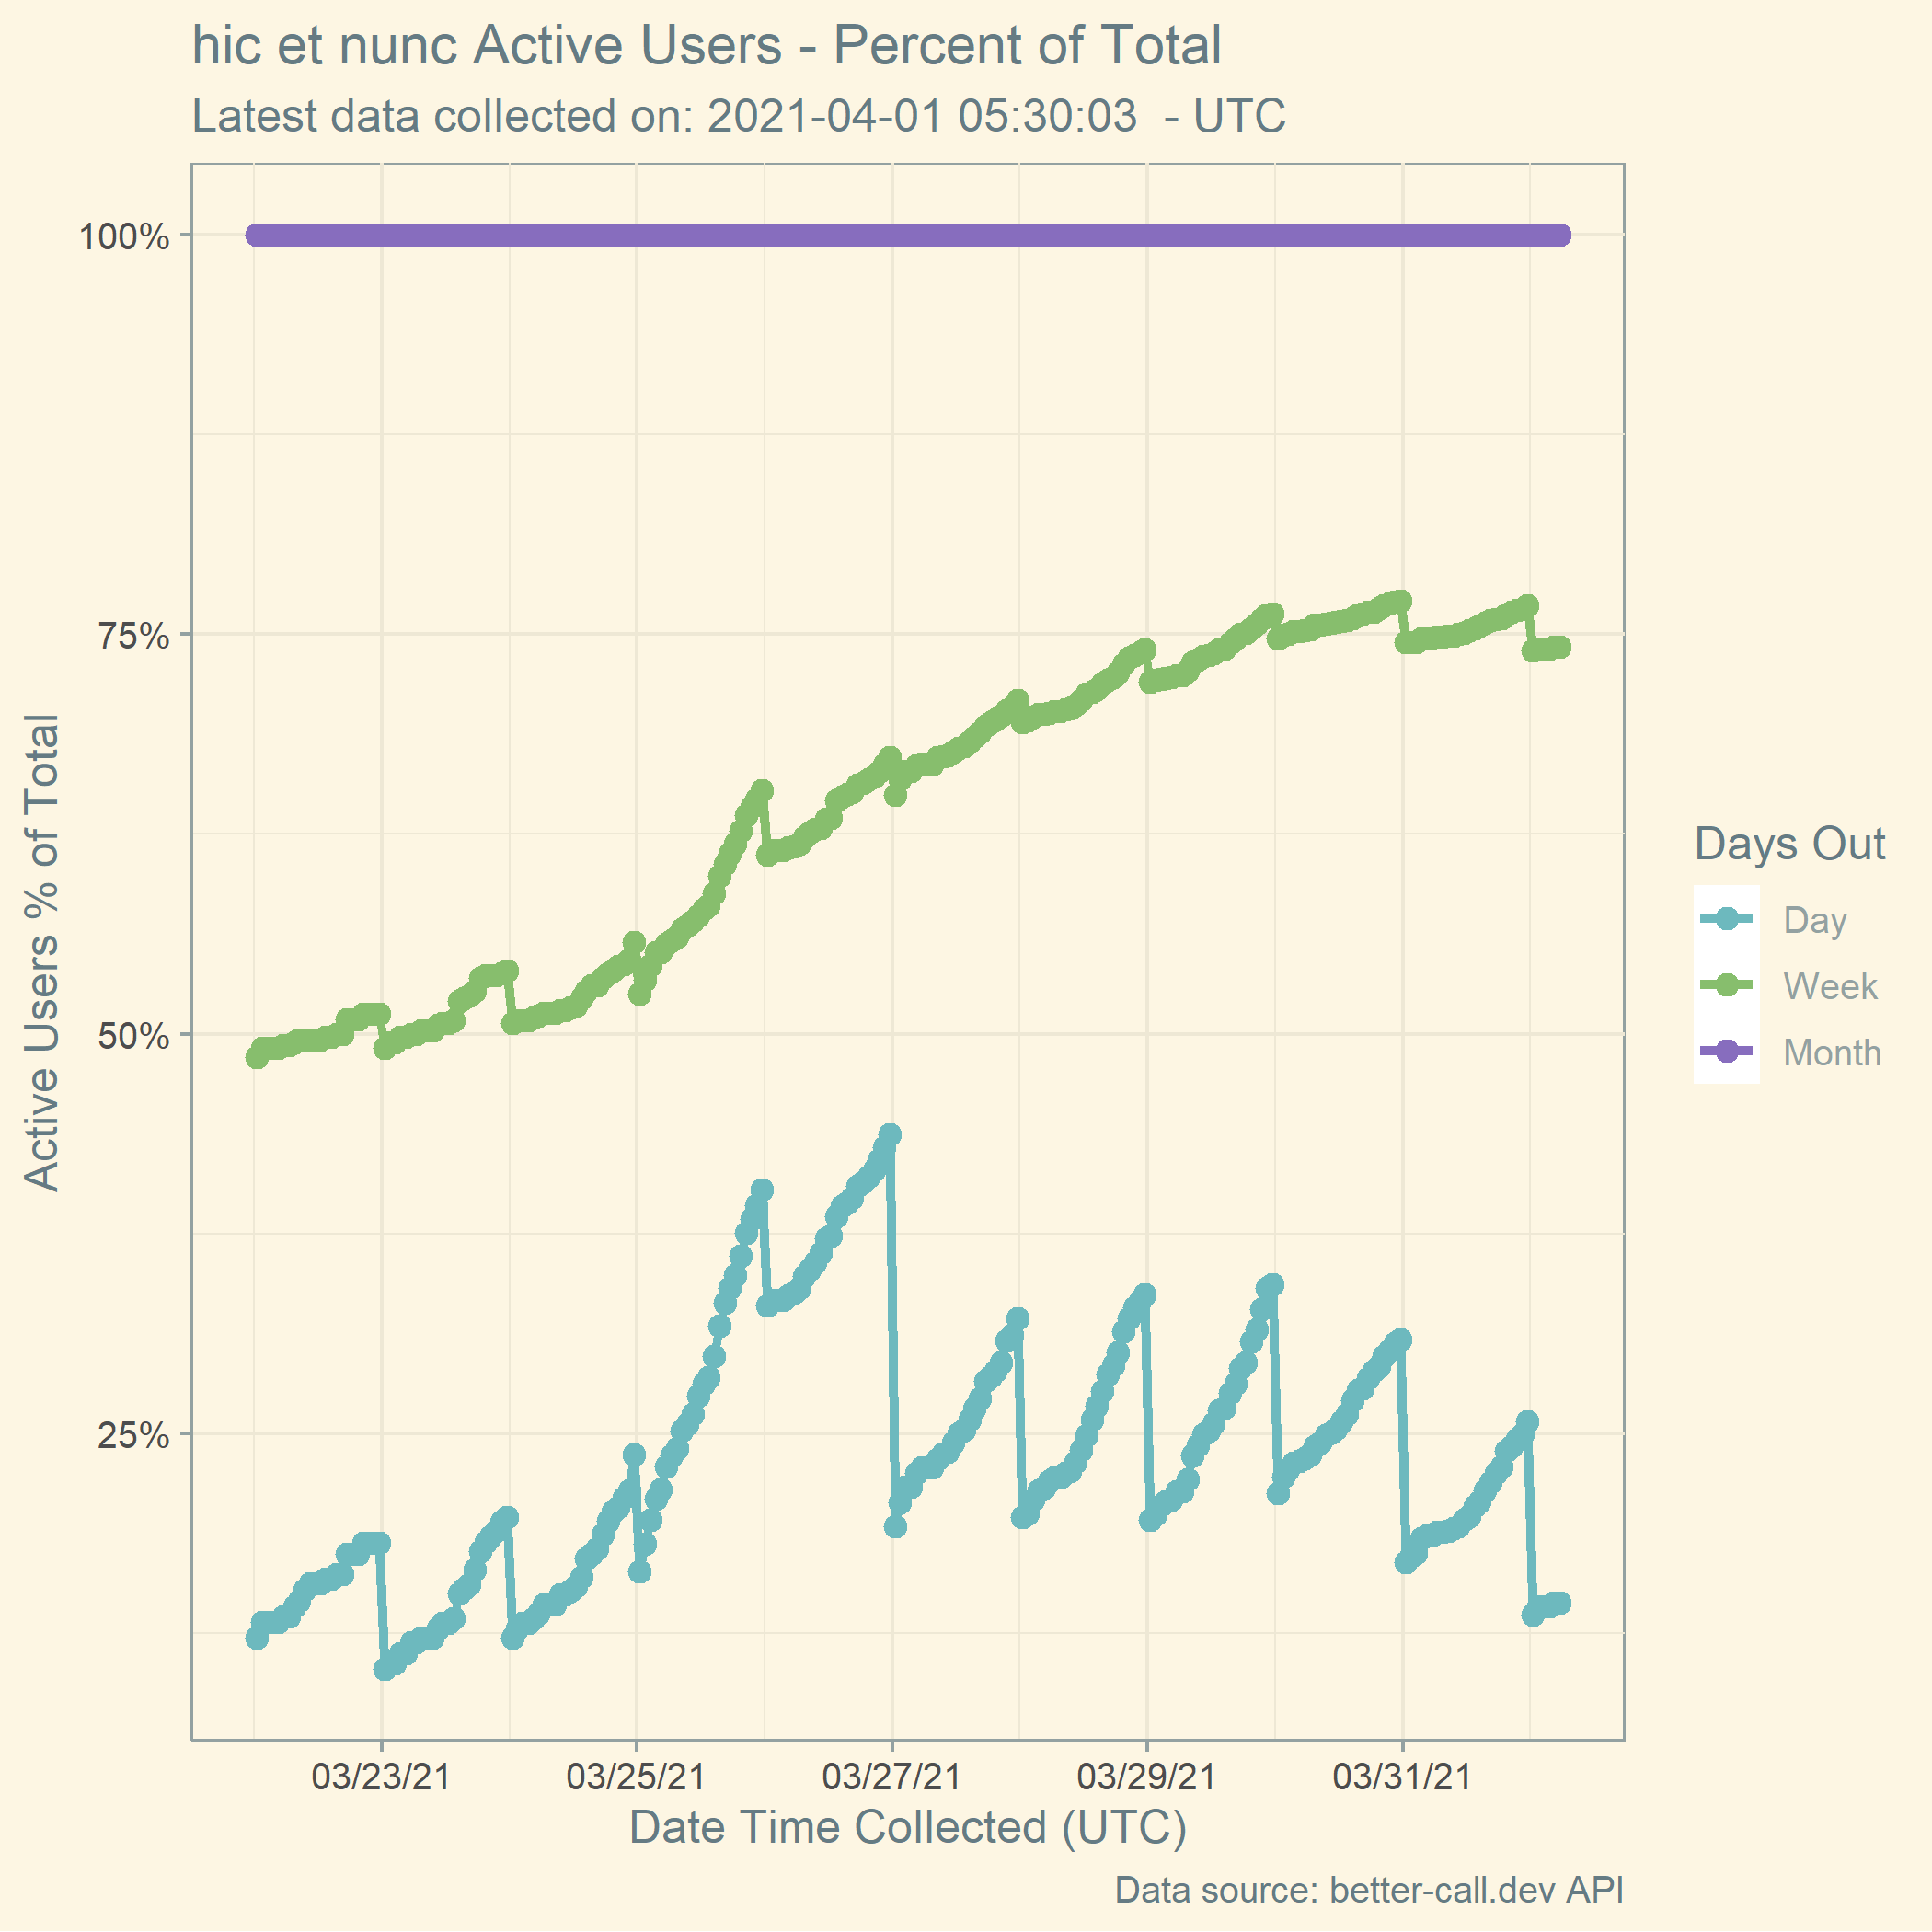 hic et nunc Active Users - Percent of Total
Latest data collected on: 2021-04-01 05:30:03  - UTC
Active Users % of Total
100%
75%
50%
25%
03/23/21
03/25/21
03/27/21
03/29/21
03/31/21
Date Time Collected (UTC)
Days Out
Day
Week
Month
Data source: better-call.dev API